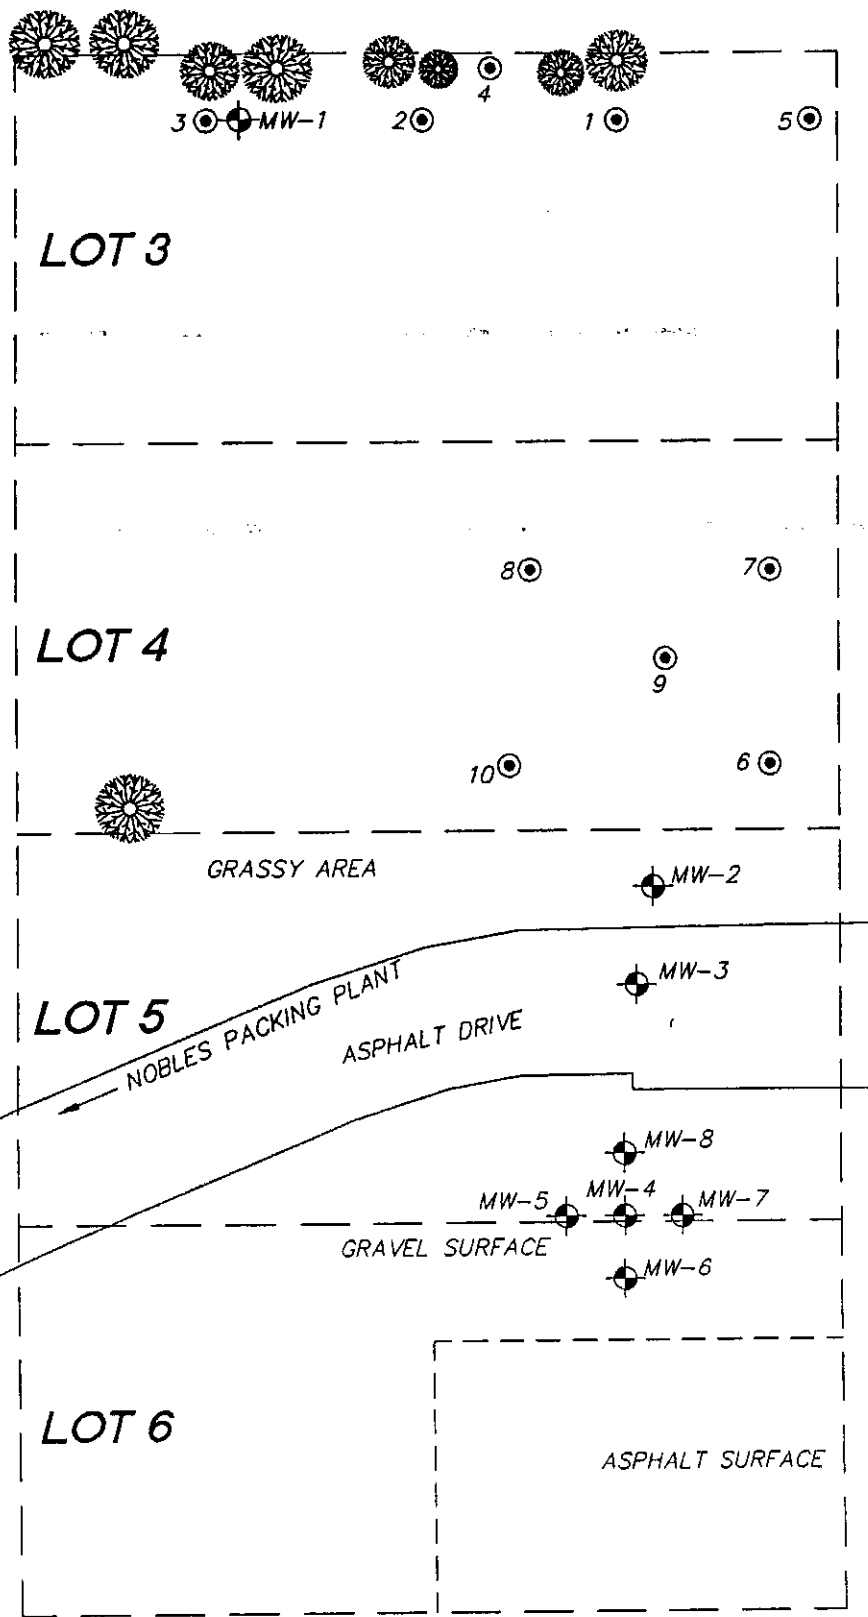 4
3 MW-1 2 1 5
LOT 3
8 7
LOT 4
9
10 6
GRASSY AREA
MW-2
MW-3
LOT 5
NOBLES PACKING PLANT
ASPHALT DRIVE
MW-8
MW-5 MW-4 MW-7
GRAVEL SURFACE
MW-6
LOT 6
ASPHALT SURFACE